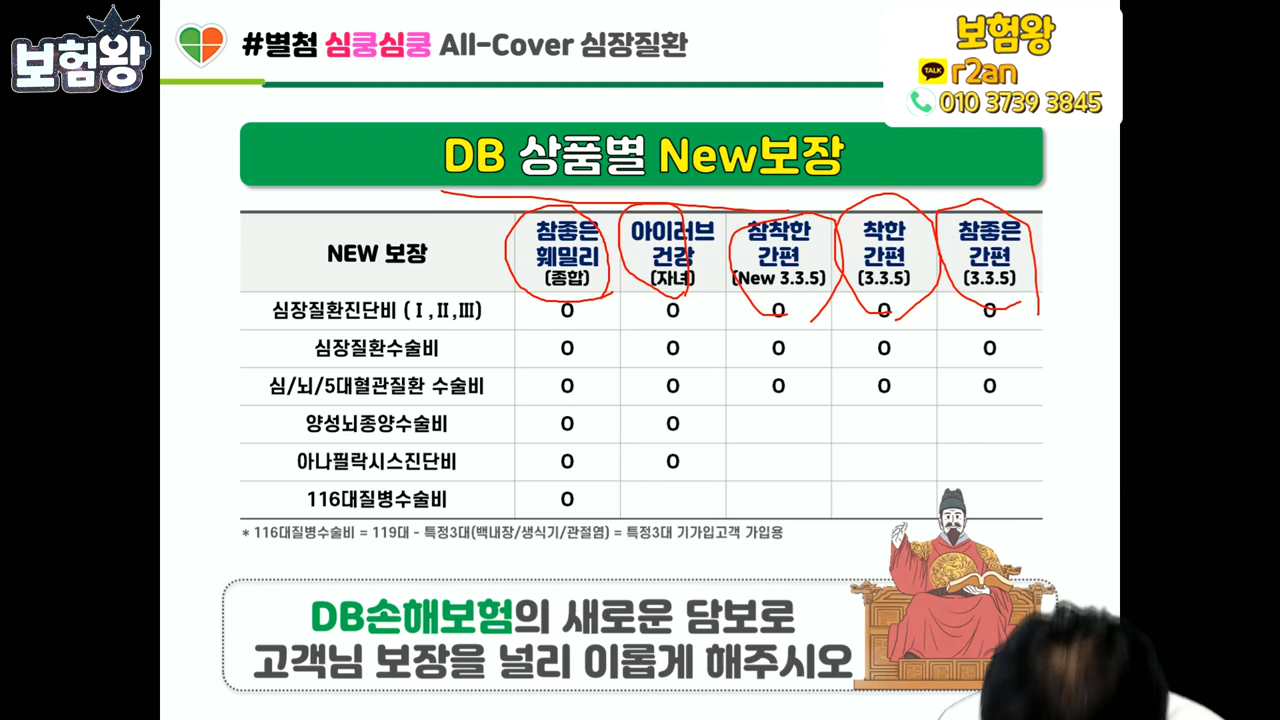 보험왕
#별첨 심쿵심쿵 All-Cover 심장질환
보험왕
TALK r2an
010 3739 3845
DB 상품별 New보장
NEW 보장 참좋은 훼밀리 (종합) 아이러브 건강 (자녀) 참착한 간편 (New 3.3.5) 착한 간편 (3.3.5) 참좋은 간편 (3.3.5)
심장질환진단비 (Ⅰ,Ⅱ,Ⅲ) O O O O O
심장질환수술비 O O O O O
심/뇌/5대혈관질환 수술비 O O O O O
양성뇌종양수술비 O O
아나필락시스진단비 O O
116대질병수술비 O
* 116대질병수술비 = 119대 - 특정3대(백내장/생식기/관절염) = 특정3대 기가입고객 가입용
DB손해보험의 새로운 담보로
고객님 보장을 널리 이롭게 해주시오